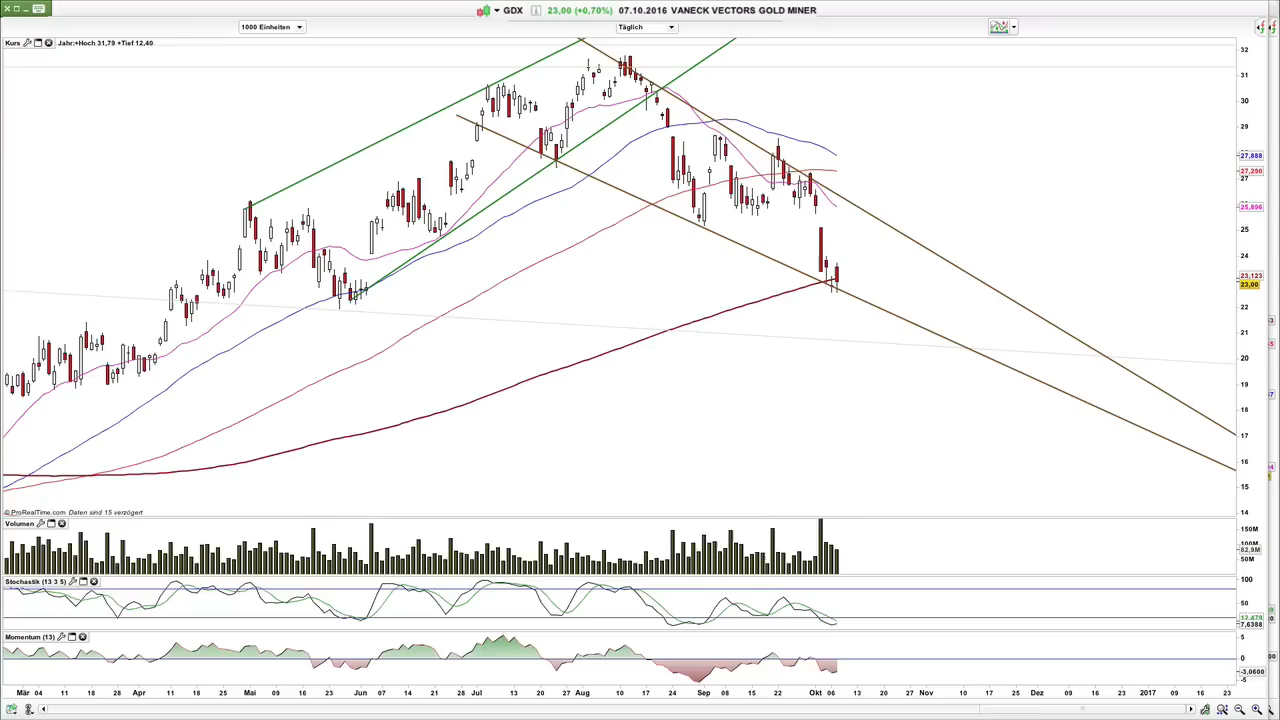 GDX 23,00 (+0,70%) 07.10.2016 VANECK VECTORS GOLD MINER
1000 Einheiten Täglich
Kurs Jahr:+Hoch 31,79 +Tief 12,40
32
31
30
29
27,888
27,290
27
25,896
25
24
23,123
23,00
22
21
20
19
18
17
16
15
14
© ProRealTime.com Daten sind 15 verzögert
Volumen
150M
100M
82,9M
50M
Stochastik (13 3 5)
100
50
12,479
7,6388
Momentum (13)
5
0
-3,0600
-5
Mär 04 11 18 25 Apr 11 18 25 Mai 09 16 23 Jun 07 14 21 28 Jul 13 20 27 Aug 10 17 24 Sep 08 15 22 Okt 06 13 20 27 Nov 10 17 25 Dez 09 16 23 2017 09 16 23